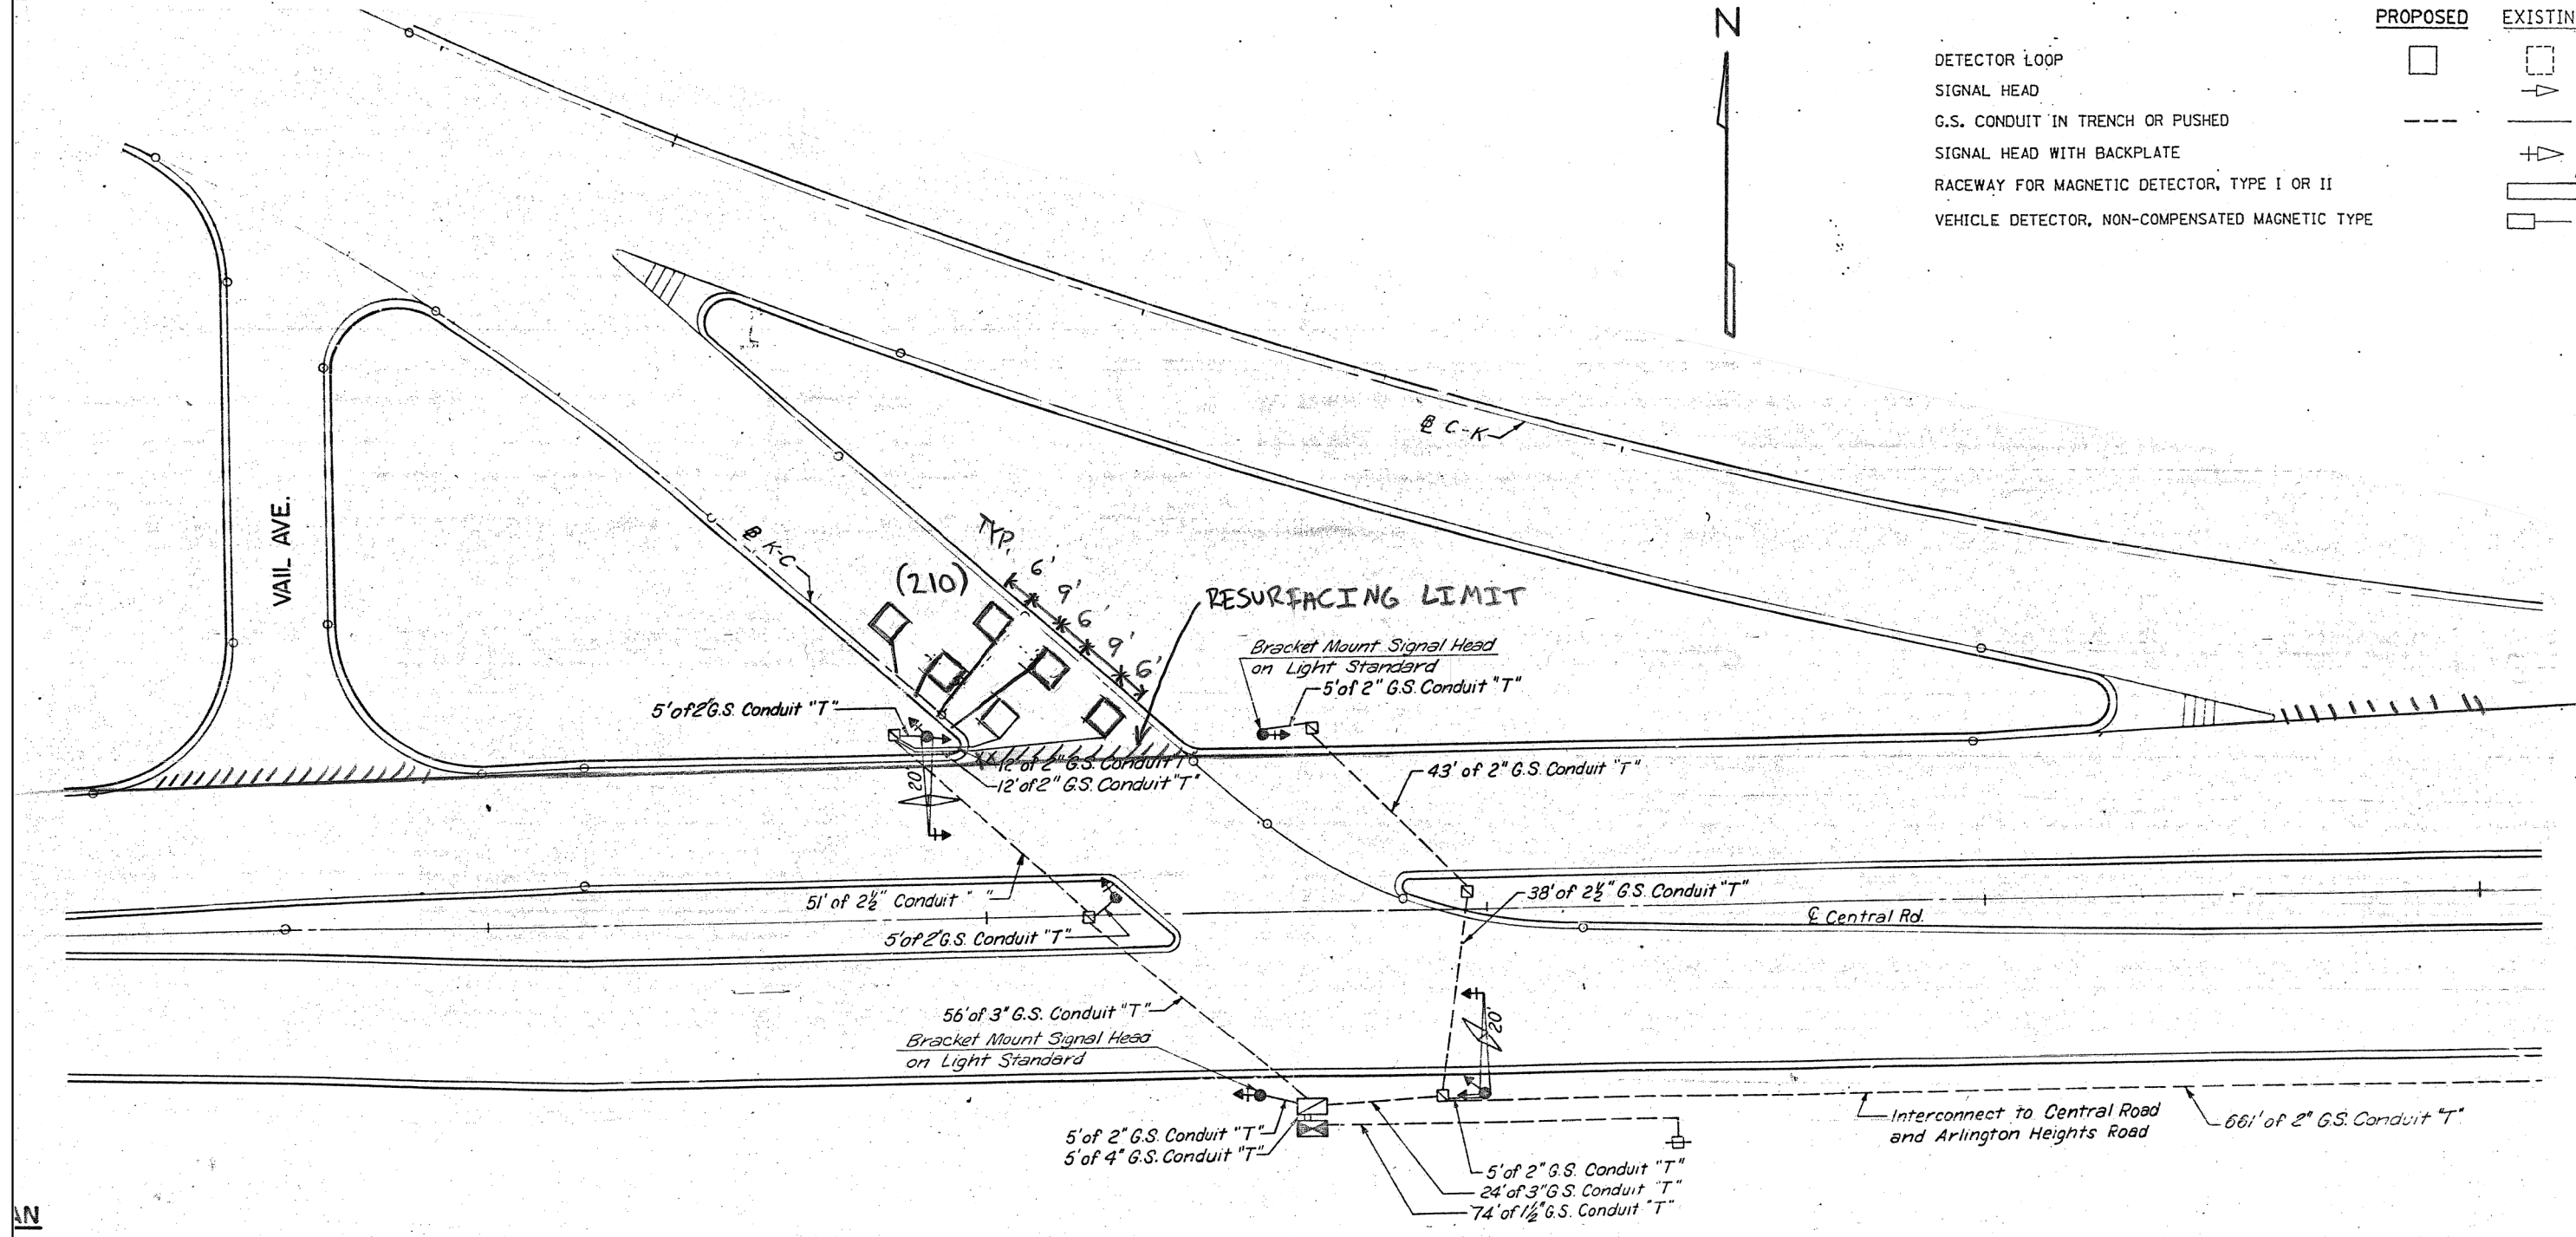 N
PROPOSED EXISTIN
DETECTOR LOOP
SIGNAL HEAD
G.S. CONDUIT IN TRENCH OR PUSHED
SIGNAL HEAD WITH BACKPLATE
RACEWAY FOR MAGNETIC DETECTOR, TYPE I OR II
VEHICLE DETECTOR, NON-COMPENSATED MAGNETIC TYPE
C-K
VAIL AVE.
K-C
TYP.
6'
9'
6'
9'
6'
(210)
RESURFACING LIMIT
Bracket Mount Signal Head
on Light Standard
5' of 2" G.S. Conduit "T"
5' of 2" G.S. Conduit "T"
12' of 2" G.S. Conduit "T"
12' of 2" G.S. Conduit "T"
20'
43' of 2" G.S. Conduit "T"
51' of 2½" Conduit " "
5' of 2" G.S. Conduit "T"
38' of 2½" G.S. Conduit "T"
℄ Central Rd.
56' of 3" G.S. Conduit "T"
Bracket Mount Signal Head
on Light Standard
20'
5' of 2" G.S. Conduit "T"
5' of 4" G.S. Conduit "T"
Interconnect to Central Road
and Arlington Heights Road
661' of 2" G.S. Conduit "T"
5' of 2" G.S. Conduit "T"
24' of 3" G.S. Conduit "T"
74' of 1½" G.S. Conduit "T"
AN